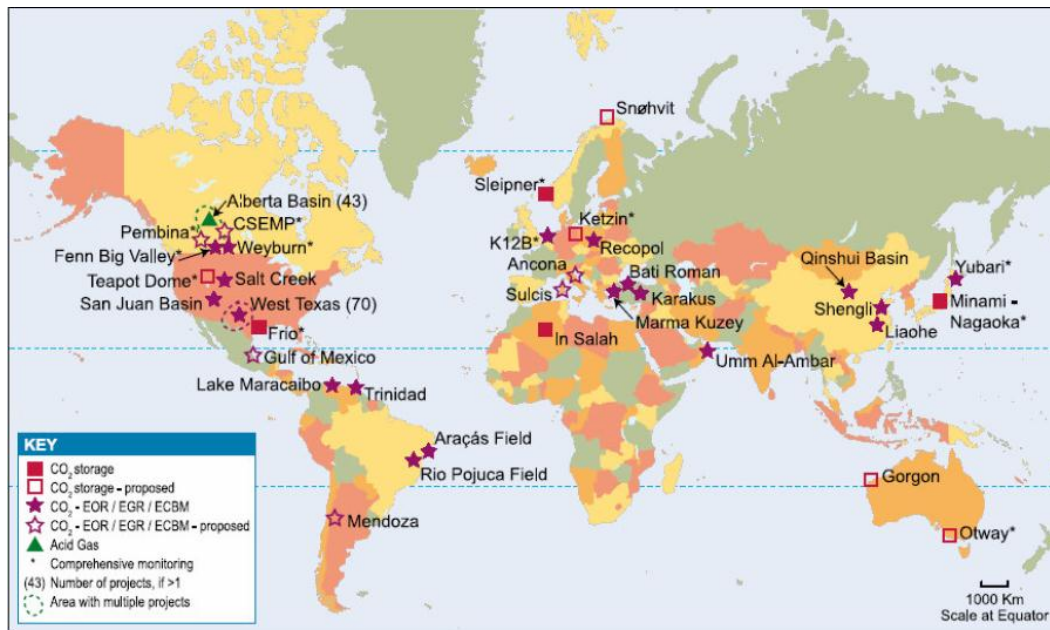 Snøhvit
Sleipner*
Alberta Basin (43)
CSEMP*
Pembina*
Fenn Big Valley*
Weyburn*
Teapot Dome*
Salt Creek
San Juan Basin
West Texas (70)
Frio*
Gulf of Mexico
Lake Maracaibo
Trinidad
Araçás Field
Rio Pojuca Field
Mendoza
Ketzin*
K12B*
Recopol
Ancona
Bati Roman
Sulcis
Karakus
Marma Kuzey
In Salah
Umm Al-Ambar
Qinshui Basin
Yubari*
Shengli
Minami -
Nagaoka*
Liaohe
Gorgon
Otway*
KEY
CO₂ storage
CO₂ storage – proposed
CO₂ - EOR / EGR / ECBM
CO₂ - EOR / EGR / ECBM – proposed
Acid Gas
* Comprehensive monitoring
(43) Number of projects, if >1
Area with multiple projects
1000 Km
Scale at Equator